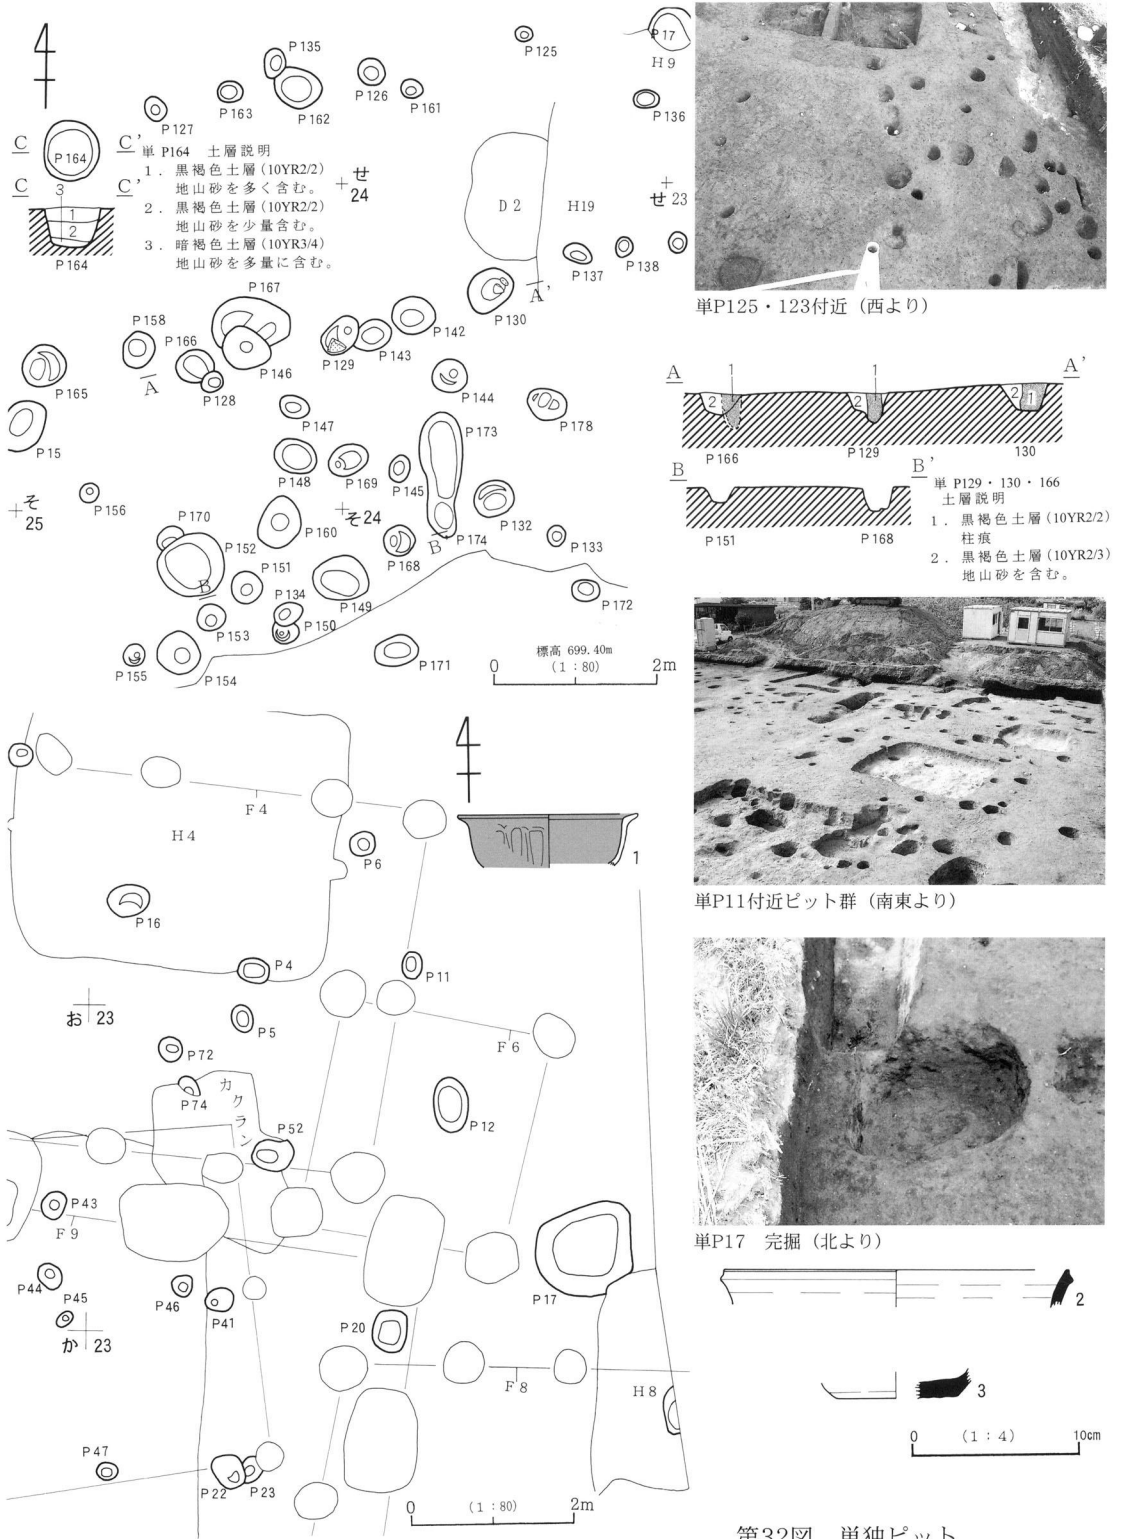 P135
P125
P17
H9
P163
P162
P126
P161
P136
P127
C C'
P164
単 P164 土層説明
1．黒褐色土層(10YR2/2)
地山砂を多く含む。
2．黒褐色土層(10YR2/2)
地山砂を少量含む。
3．暗褐色土層(10YR3/4)
地山砂を多量に含む。
C C'
3
1
2
P164
せ
24
せ 23
D2
H19
P137
P138
A'
P130
P167
P158
P166
P142
P143
P129
P146
P128
A
P165
P144
P178
P147
P173
P15
P148
P169
P145
P132
そ
25
P156
そ24
P160
P170
P152
P168
B'
P174
P133
B
P151
P134
P149
P172
P153
P150
P155
P154
P171
標高 699.40m
(1：80)
0 2m
単P125・123付近（西より）
A A'
1 1
2 2 2 1
P166 P129 130
B B'
P151 P168
単 P129・130・166
土層説明
1．黒褐色土層(10YR2/2)
柱痕
2．黒褐色土層(10YR2/3)
地山砂を含む。
単P11付近ピット群（南東より）
F4
H4
P6
1
P16
P4
P11
お 23
P5
F6
P72
カクラン
P74
P12
P52
P43
F9
P44
P45
P46
P41
P17
か 23
P20
F8
H8
P47
P22
P23
0 (1：80) 2m
単P17 完掘（北より）
2
3
0 (1：4) 10cm
第32図 単独ピット